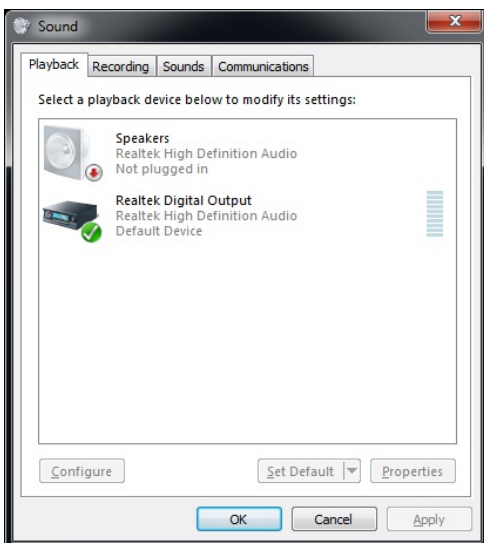 Sound
Playback Recording Sounds Communications
Select a playback device below to modify its settings:
Speakers
Realtek High Definition Audio
Not plugged in
Realtek Digital Output
Realtek High Definition Audio
Default Device
Configure Set Default Properties
OK Cancel Apply